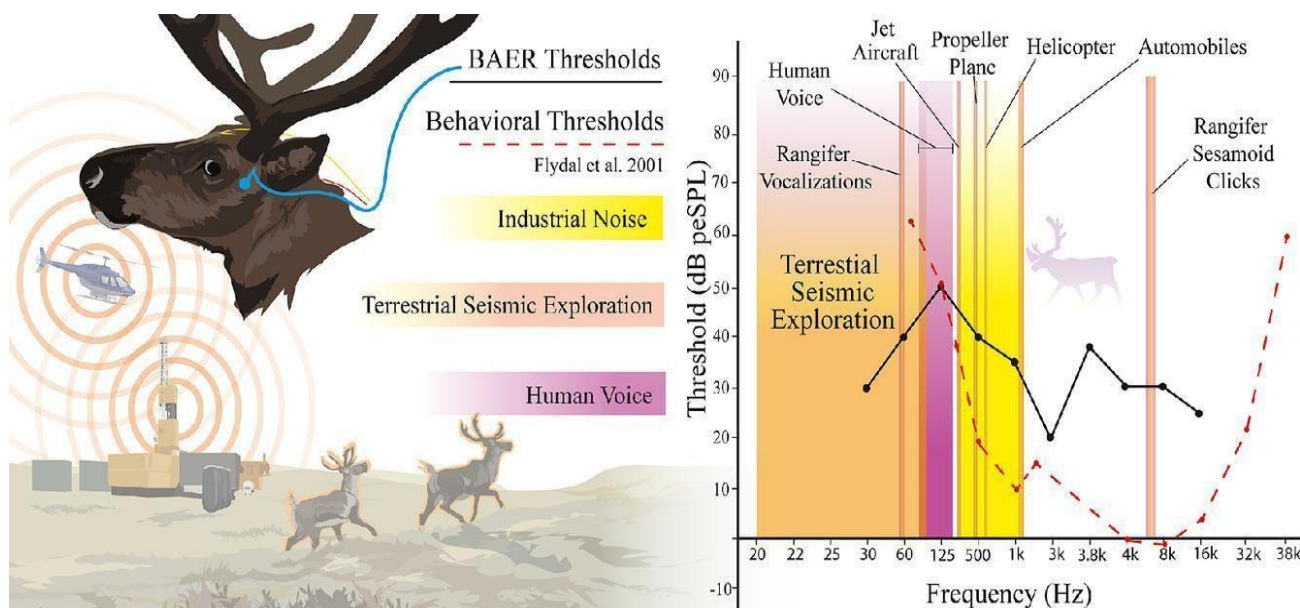 BAER Thresholds
Behavioral Thresholds
Flydal et al. 2001
Industrial Noise
Terrestrial Seismic Exploration
Human Voice
Jet
Aircraft
Propeller
Planc
Helicopter
Automobiles
Human
Voice
Rangifer
Vocalizations
Rangifer
Sesamoid
Clicks
Terrestial
Seismic
Exploration
Threshold (dB peSPL)
90
80
70
60
50
40
30
20
10
-10
20 22 25 30 60 125 500 1k 3k 3.8k 4k 8k 16k 32k 38k
Frequency (Hz)